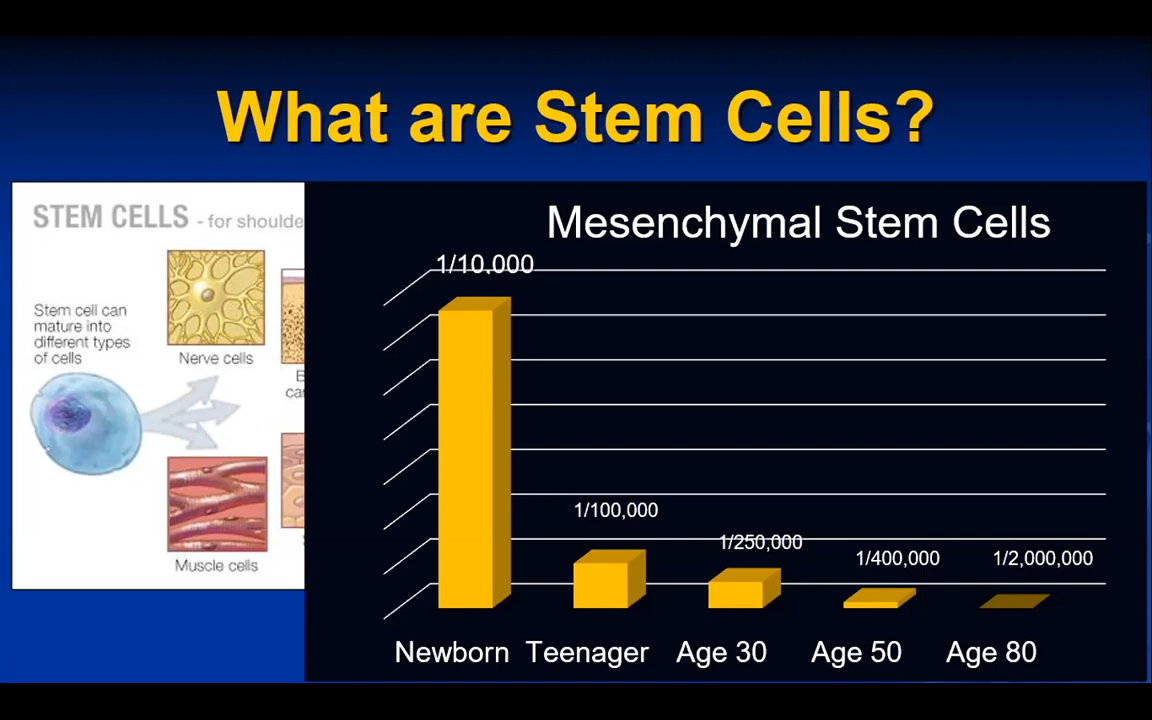 What are Stem Cells?
STEM CELLS - for shoulde
Stem cell can
mature into
different types
of cells
Nerve cells
Muscle cells
Mesenchymal Stem Cells
1/10,000
1/100,000
1/250,000
1/400,000
1/2,000,000
Newborn Teenager Age 30 Age 50 Age 80